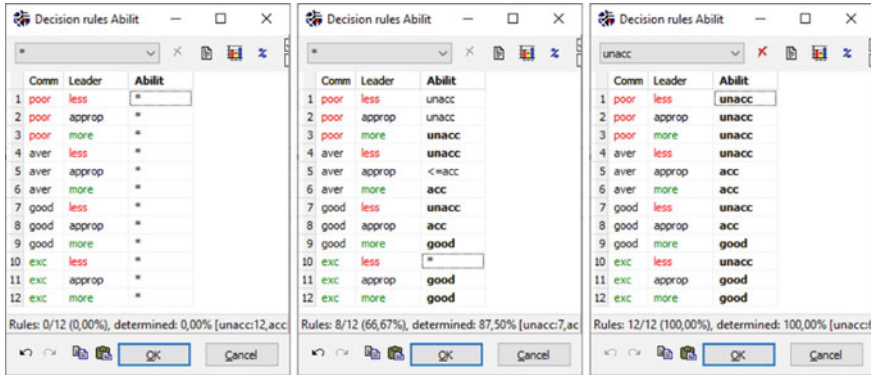 Decision rules Abilit
*
Comm Leader Abilit
1 poor less *
2 poor approp *
3 poor more *
4 aver less *
5 aver approp *
6 aver more *
7 good less *
8 good approp *
9 good more *
10 exc less *
11 exc approp *
12 exc more *
Rules: 0/12 (0,00%), determined: 0,00% [unacc:12,acc
OK Cancel
Decision rules Abilit
*
Comm Leader Abilit
1 poor less unacc
2 poor approp unacc
3 poor more unacc
4 aver less unacc
5 aver approp <=acc
6 aver more acc
7 good less unacc
8 good approp acc
9 good more good
10 exc less *
11 exc approp good
12 exc more good
Rules: 8/12 (66,67%), determined: 87,50% [unacc:7,ac
OK Cancel
Decision rules Abilit
unacc
Comm Leader Abilit
1 poor less unacc
2 poor approp unacc
3 poor more unacc
4 aver less unacc
5 aver approp acc
6 aver more acc
7 good less unacc
8 good approp acc
9 good more good
10 exc less unacc
11 exc approp good
12 exc more good
Rules: 12/12 (100,00%), determined: 100,00% [unacc:6
OK Cancel